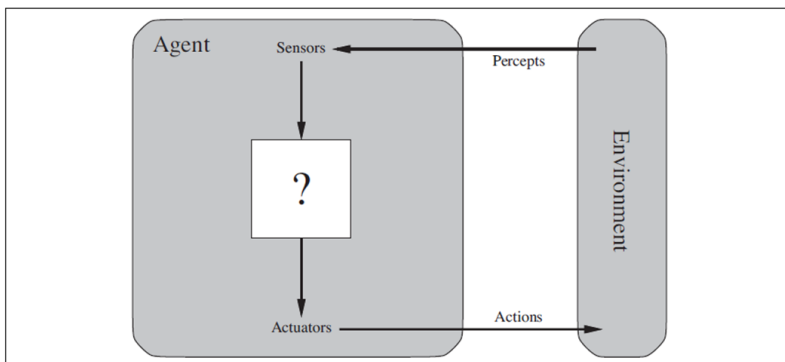 Agent
Sensors
Percepts
Environment
?
Actuators
Actions